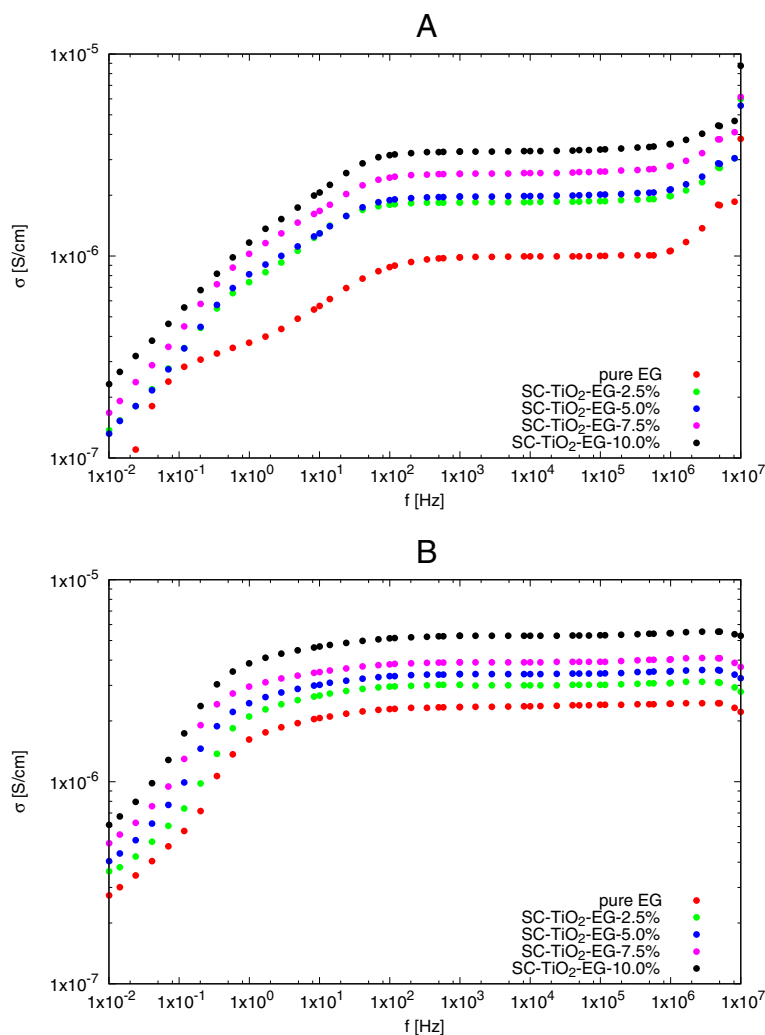 A
1x10⁻⁵
1x10⁻⁶
1x10⁻⁷
σ [S/cm]
pure EG
SC-TiO₂-EG-2.5%
SC-TiO₂-EG-5.0%
SC-TiO₂-EG-7.5%
SC-TiO₂-EG-10.0%
1x10⁻² 1x10⁻¹ 1x10⁰ 1x10¹ 1x10² 1x10³ 1x10⁴ 1x10⁵ 1x10⁶ 1x10⁷
f [Hz]
B
1x10⁻⁵
1x10⁻⁶
1x10⁻⁷
σ [S/cm]
pure EG
SC-TiO₂-EG-2.5%
SC-TiO₂-EG-5.0%
SC-TiO₂-EG-7.5%
SC-TiO₂-EG-10.0%
1x10⁻² 1x10⁻¹ 1x10⁰ 1x10¹ 1x10² 1x10³ 1x10⁴ 1x10⁵ 1x10⁶ 1x10⁷
f [Hz]